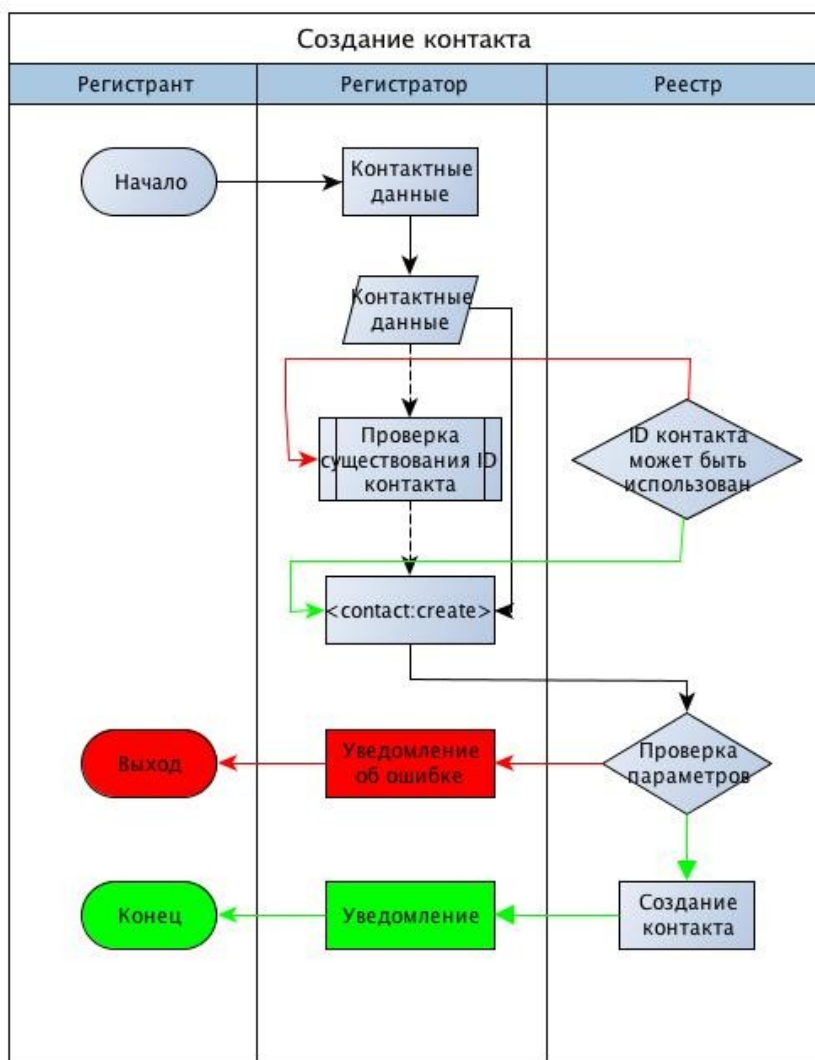 Создание контакта
Регистрант
Регистратор
Реестр
Начало
Контактные
данные
Контактные
данные
Проверка
существования ID
контакта
ID контакта
может быть
использован
<contact:create>
Выход
Уведомление
об ошибке
Проверка
параметров
Конец
Уведомление
Создание
контакта